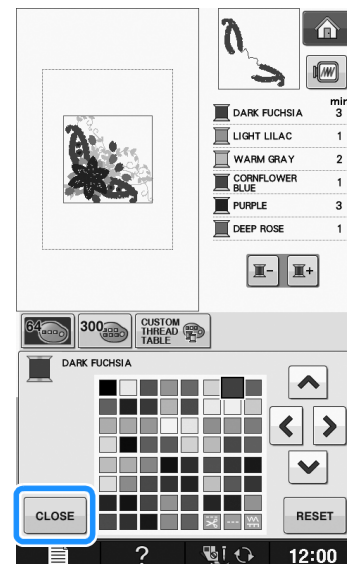 min
DARK FUCHSIA 3
LIGHT LILAC 1
WARM GRAY 2
CORNFLOWER
BLUE 1
PURPLE 3
DEEP ROSE 1
- +
64 300 CUSTOM
THREAD
TABLE
DARK FUCHSIA
CLOSE RESET
? 12:00